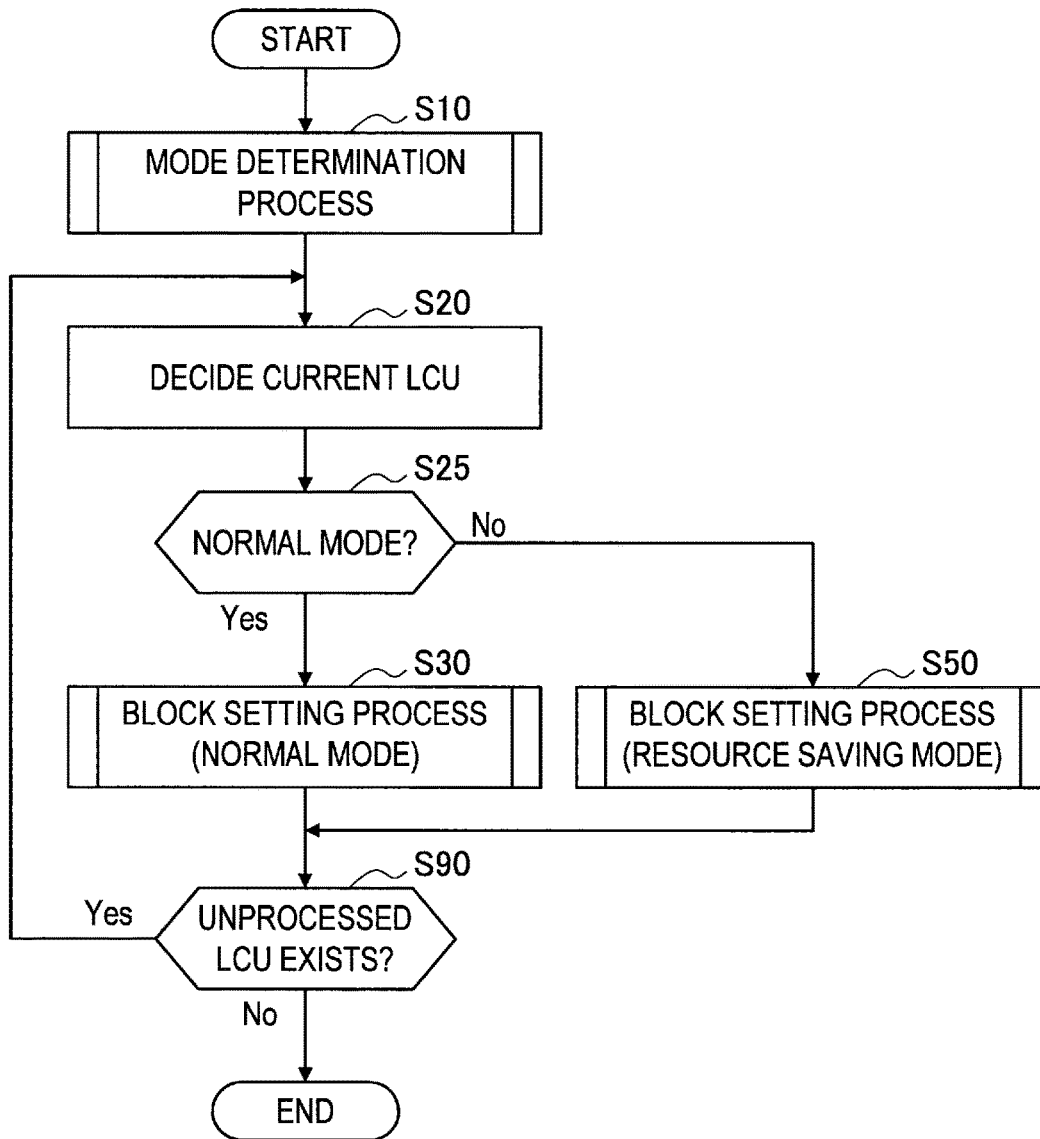 START
S10
MODE DETERMINATION
PROCESS
S20
DECIDE CURRENT LCU
S25
NORMAL MODE?
No
Yes
S30
BLOCK SETTING PROCESS
(NORMAL MODE)
S50
BLOCK SETTING PROCESS
(RESOURCE SAVING MODE)
S90
Yes
UNPROCESSED
LCU EXISTS?
No
END